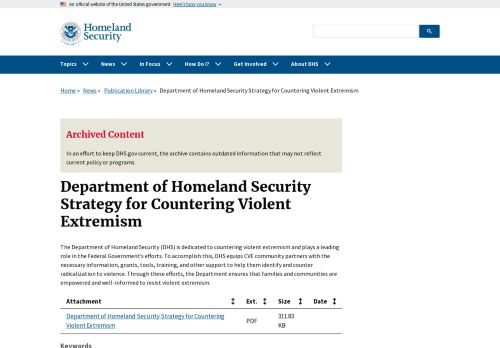 An official website of the United States government Here's how you know
Homeland
Security
Topics News In Focus How Do I? Get Involved About DHS
Home » News » Publication Library » Department of Homeland Security Strategy for Countering Violent Extremism
Archived Content
In an effort to keep DHS.gov current, the archive contains outdated information that may not reflect
current policy or programs.
Department of Homeland Security
Strategy for Countering Violent
Extremism
The Department of Homeland Security (DHS) is dedicated to countering violent extremism and plays a leading
role in the Federal Government's efforts. To accomplish this, DHS equips CVE community partners with the
necessary information, grants, tools, training, and other support to help them identify and counter
radicalization to violence. Through these efforts, the Department ensures that families and communities are
empowered and well-informed to resist violent extremism.
Attachment Ext. Size Date
Department of Homeland Security Strategy for Countering PDF 311.83
Violent Extremism KB
Keywords